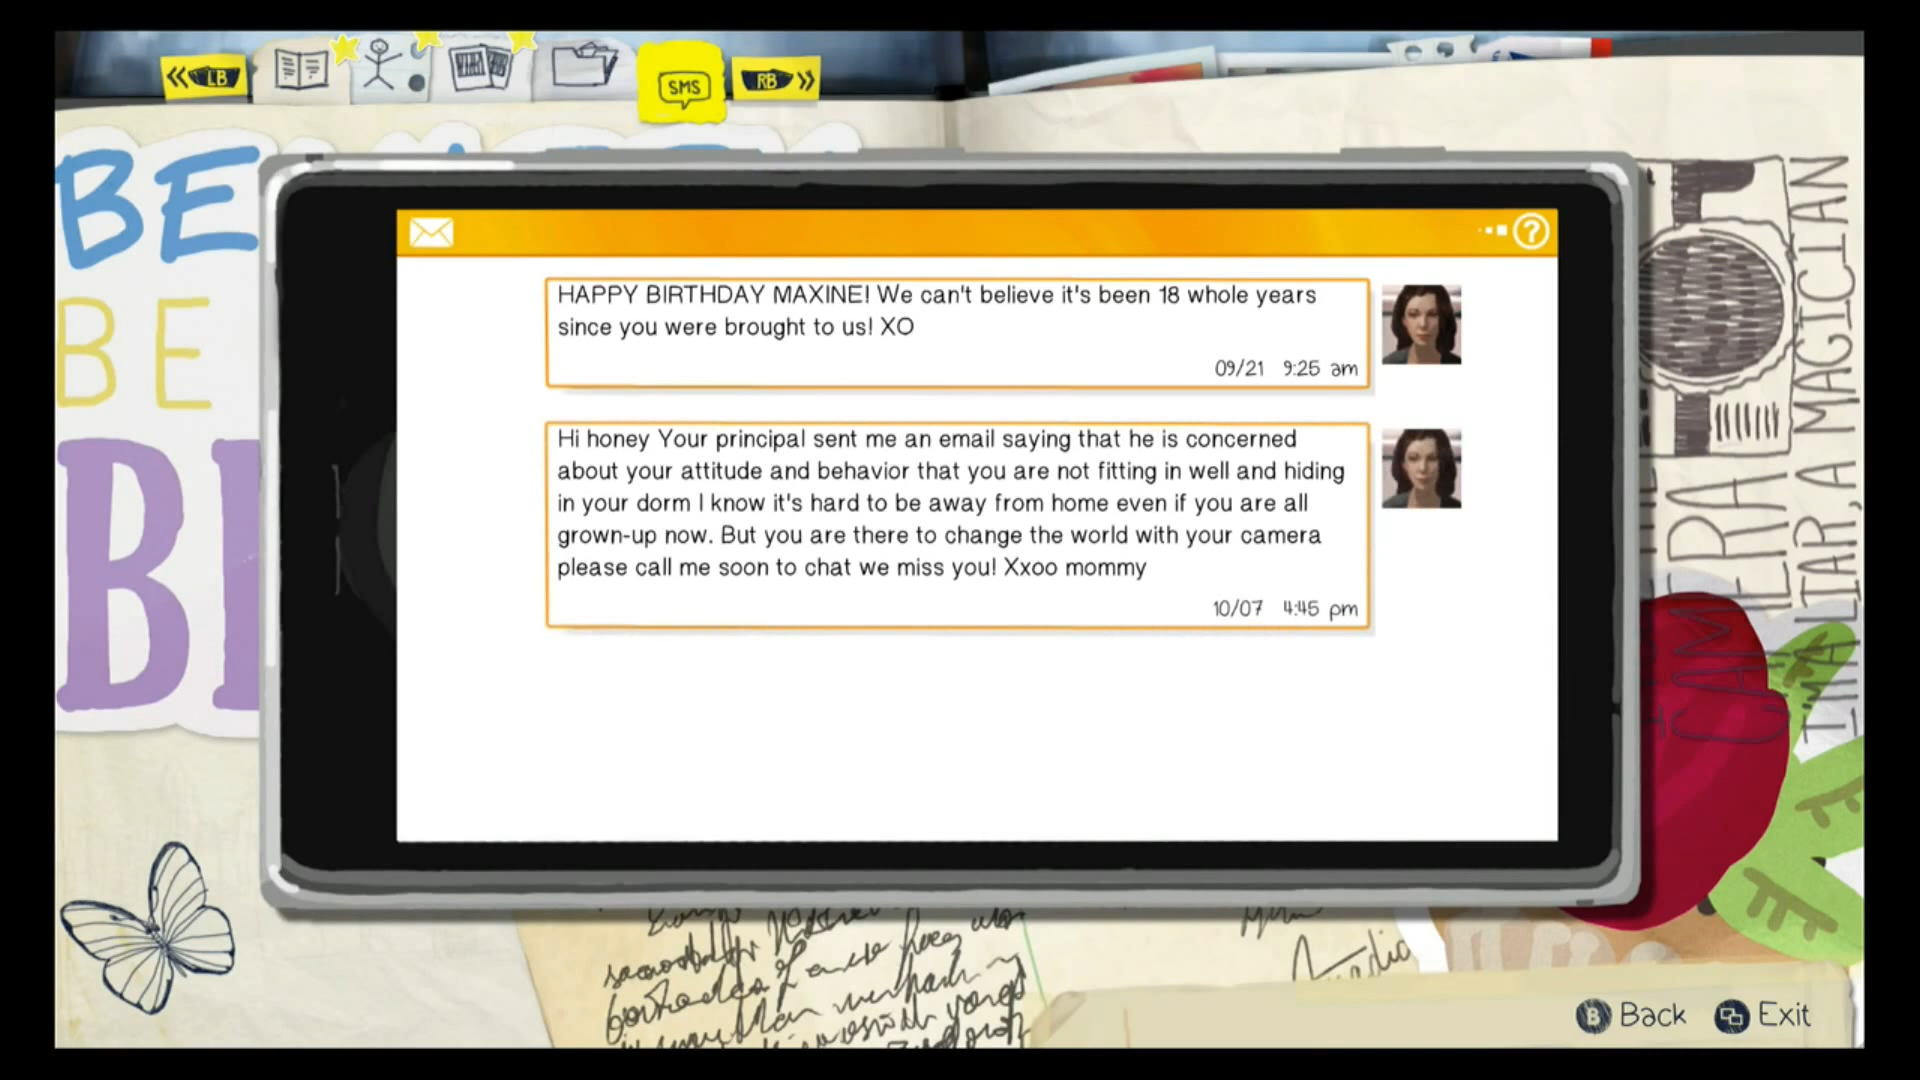 LB
SMS
RB
BE
BE
HAPPY BIRTHDAY MAXINE! We can't believe it's been 18 whole years
since you were brought to us! XO
09/21 9:25 am
Hi honey Your principal sent me an email saying that he is concerned
about your attitude and behavior that you are not fitting in well and hiding
in your dorm I know it's hard to be away from home even if you are all
grown-up now. But you are there to change the world with your camera
please call me soon to chat we miss you! Xxoo mommy
10/07 4:45 pm
CAMERA
I'M A LIAR, A MAGICIAN
B Back
Exit